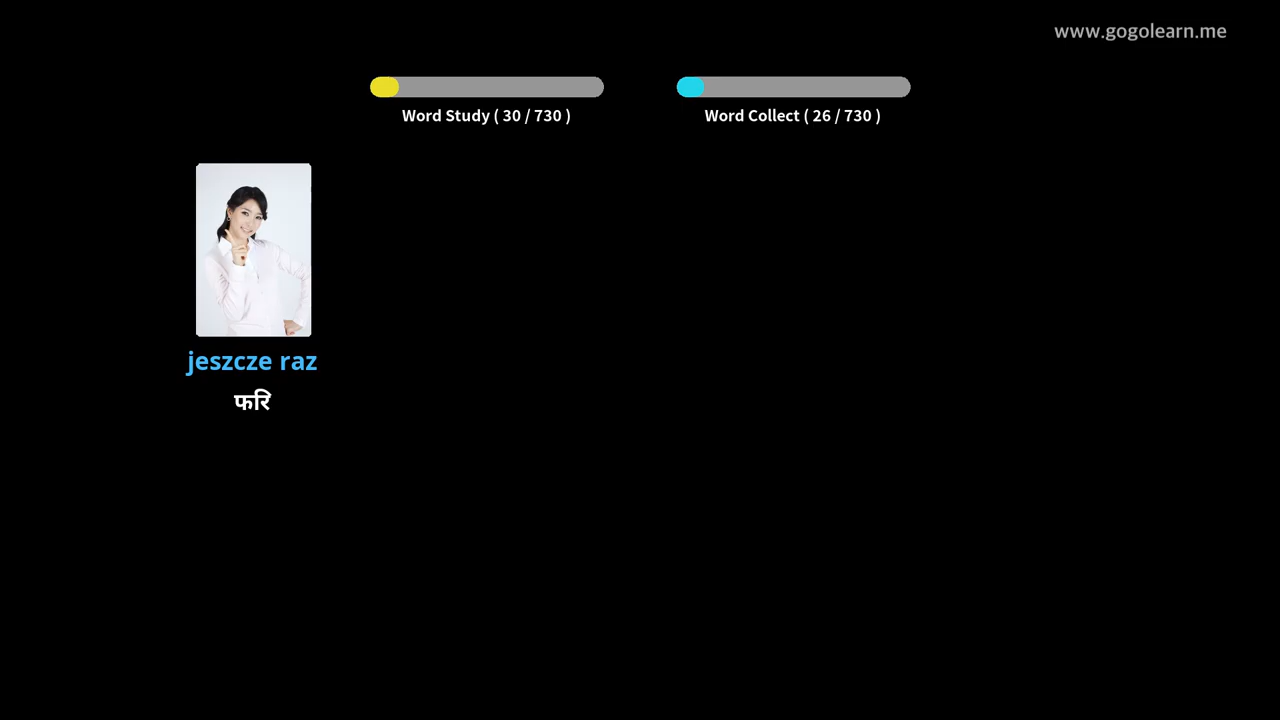 www.gogolearn.me
Word Study ( 30 / 730 )
Word Collect ( 26 / 730 )
jeszcze raz
फरि